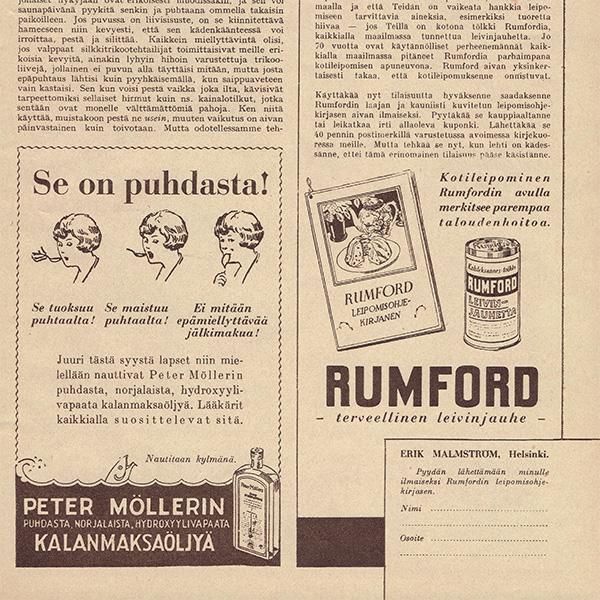 jollaiset nykyjään ovat erikoisesti muodissakin, ja sen voi
saunapäivänä pyykitä senkin ja puhtaana ommella takaisin
paikoilleen. Jos puvussa on liivisisuste, on se kiinnitettävä
hameeseen niin kevyesti, että sen kädenkäänteessä voi
irroittaa, pestä ja silittää. Kaikkein miellyttävintä olisi,
jos valppaat silkkitrikootehtailijat toimittaisivat meille eri-
koisia kevyitä, ainakin lyhyin hihoin varustettuja trikoo-
liivejä, jollainen ei puvun alla täyttäisi mitään, mutta josta
epäpuhtaus lähtisi kuin pyyhkäisemällä, kun saippuaveteen
vain kastaisi. Sen kun voisi pestä vaikka joka ilta, kävisivät
tarpeettomiksi sellaiset hirmut kuin ns. kainalotilkut, jotka
sentään ovat monelle välttämättömiä pahoja. Ken niitä
käyttää, muistakoon pestä ne usein, muuten vaikutus on aivan
päinvastainen kuin toivotaan. Mutta odotellessamme teh-
Se on puhdasta!
Se tuoksuu puhtaalta!
Se maistuu puhtaalta!
Ei mitään epämiellyttävää jälkimakua!
Juuri tästä syystä lapset niin mie-
lellään nauttivat Peter Möllerin
puhdasta, norjalaista, hydroxyyli-
vapaata kalanmaksaöljyä. Lääkärit
kaikkialla suosittelevat sitä.
Nautitaan kylmänä.
PETER MÖLLERIN
PUHDASTA, NORJALAISTA, HYDROXYYLIVAPAATA
KALANMAKSAÖLJYÄ
maalla ja että Teidän on vaikeata hankkia leipo-
miseen tarvittavia aineksia, esimerkiksi tuoretta
hiivaa — jos Teillä on kotona tölkki Rumfordia
kaikkialla maailmassa tunnettua leivinjauhetta. Jo
70 vuotta ovat käytännölliset perheenemännät kaik-
kialla maailmassa pitäneet Rumfordia parhaimpana
kotileipomisen apuneuvona. Rumford aivan yksinker-
taisesti takaa, että kotileipomuksenne onnistuvat.
Käyttäkää nyt tilaisuutta hyväksenne saadaksenne
Rumfordin laajan ja kauniisti kuvitetun leipomisohje-
kirjasen aivan ilmaiseksi. Pyytäkää se kauppiaaltanne
tai leikatkaa irti allaoleva kuponki. Lähettäkää se
40 pennin postimerkillä varustetussa avoimessa kirjekuo-
ressa meille. Mutta tehkää se nyt, kun lehti on kädes-
sänne, ettei tämä erinomainen tilaisuus pääse käsistänne.
Kotileipominen
Rumfordin avulla
merkitsee parempaa
taloudenhoitoa.
RUMFORD
LEIPOMISOHJE-
KIRJANEN
RUMFORD
LEIVIN-
JAUHETTA
RUMFORD
- terveellinen leivinjauhe -
ERIK MALMSTRÖM, Helsinki.
Pyydän lähettämään minulle
ilmaiseksi Rumfordin leipomisohje-
kirjasen.
Nimi
Osoite